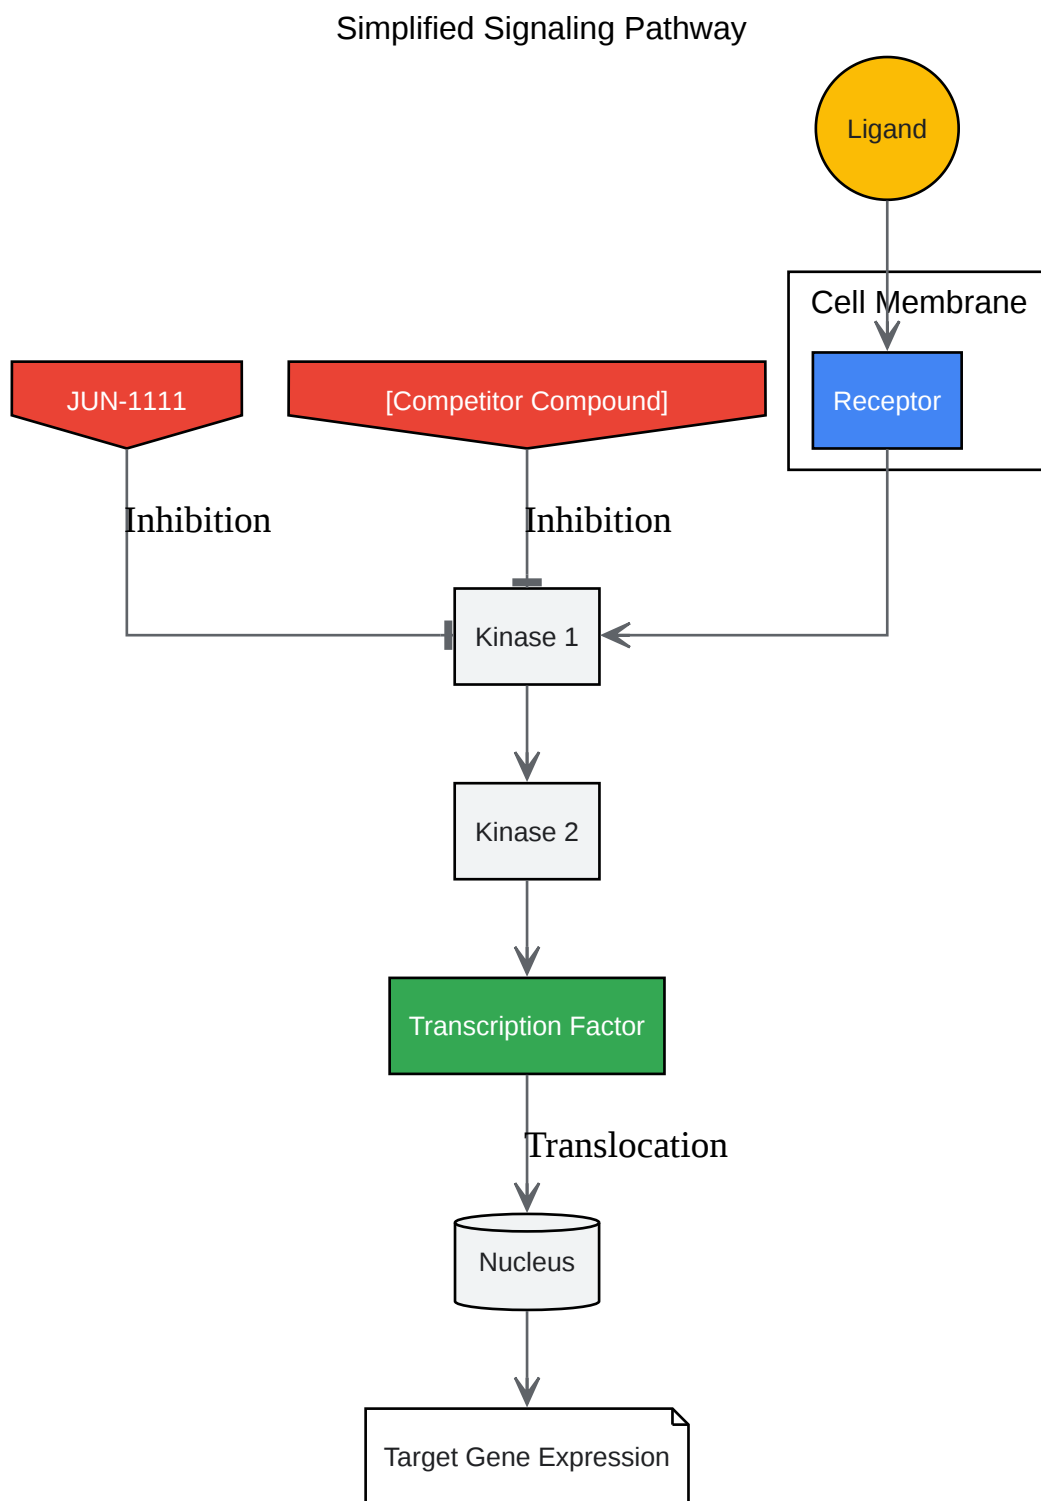 Simplified Signaling Pathway
Ligand
Cell Membrane
JUN-1111
[Competitor Compound]
Receptor
Inhibition
Inhibition
Kinase 1
Kinase 2
Transcription Factor
Translocation
Nucleus
Target Gene Expression